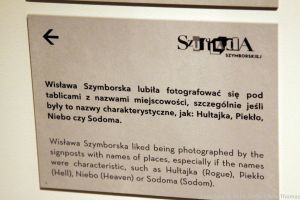 ←
SZUFLADA
SZYMBORSKIEJ
Wisława Szymborska lubiła fotografować się pod
tablicami z nazwami miejscowości, szczególnie jeśli
były to nazwy charakterystyczne, jak: Hultajka, Piekło,
Niebo czy Sodoma.
Wisława Szymborska liked being photographed by the
signposts with names of places, especially if the names
were characteristic, such as Hultajka (Rogue), Piekło
(Hell), Niebo (Heaven) or Sodoma (Sodom).